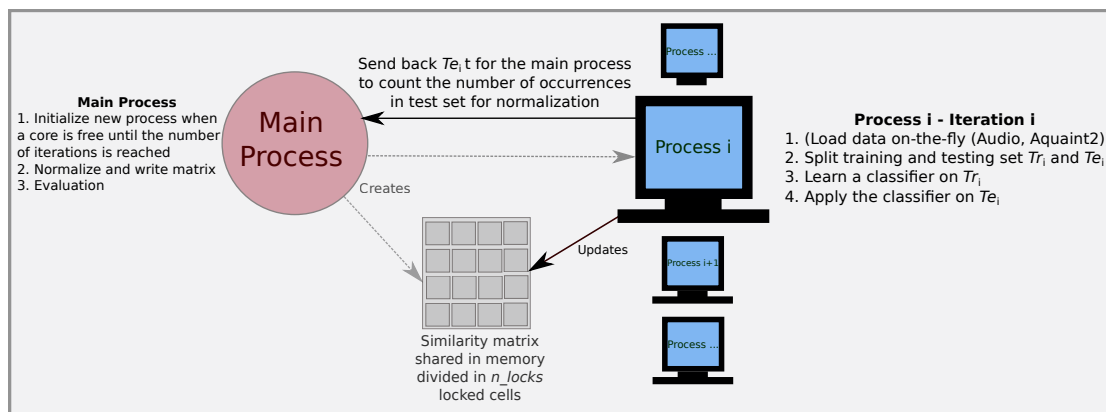 Main Process
1. Initialize new process when
a core is free until the number
of iterations is reached
2. Normalize and write matrix
3. Evaluation
Main
Process
Send back Teᵢ t for the main process
to count the number of occurrences
in test set for normalization
Creates
Updates
Similarity matrix
shared in memory
divided in n_locks
locked cells
Process ...
Process i
Process i+1
Process ...
Process i - Iteration i
1. (Load data on-the-fly (Audio, Aquaint2)
2. Split training and testing set Trᵢ and Teᵢ
3. Learn a classifier on Trᵢ
4. Apply the classifier on Teᵢ